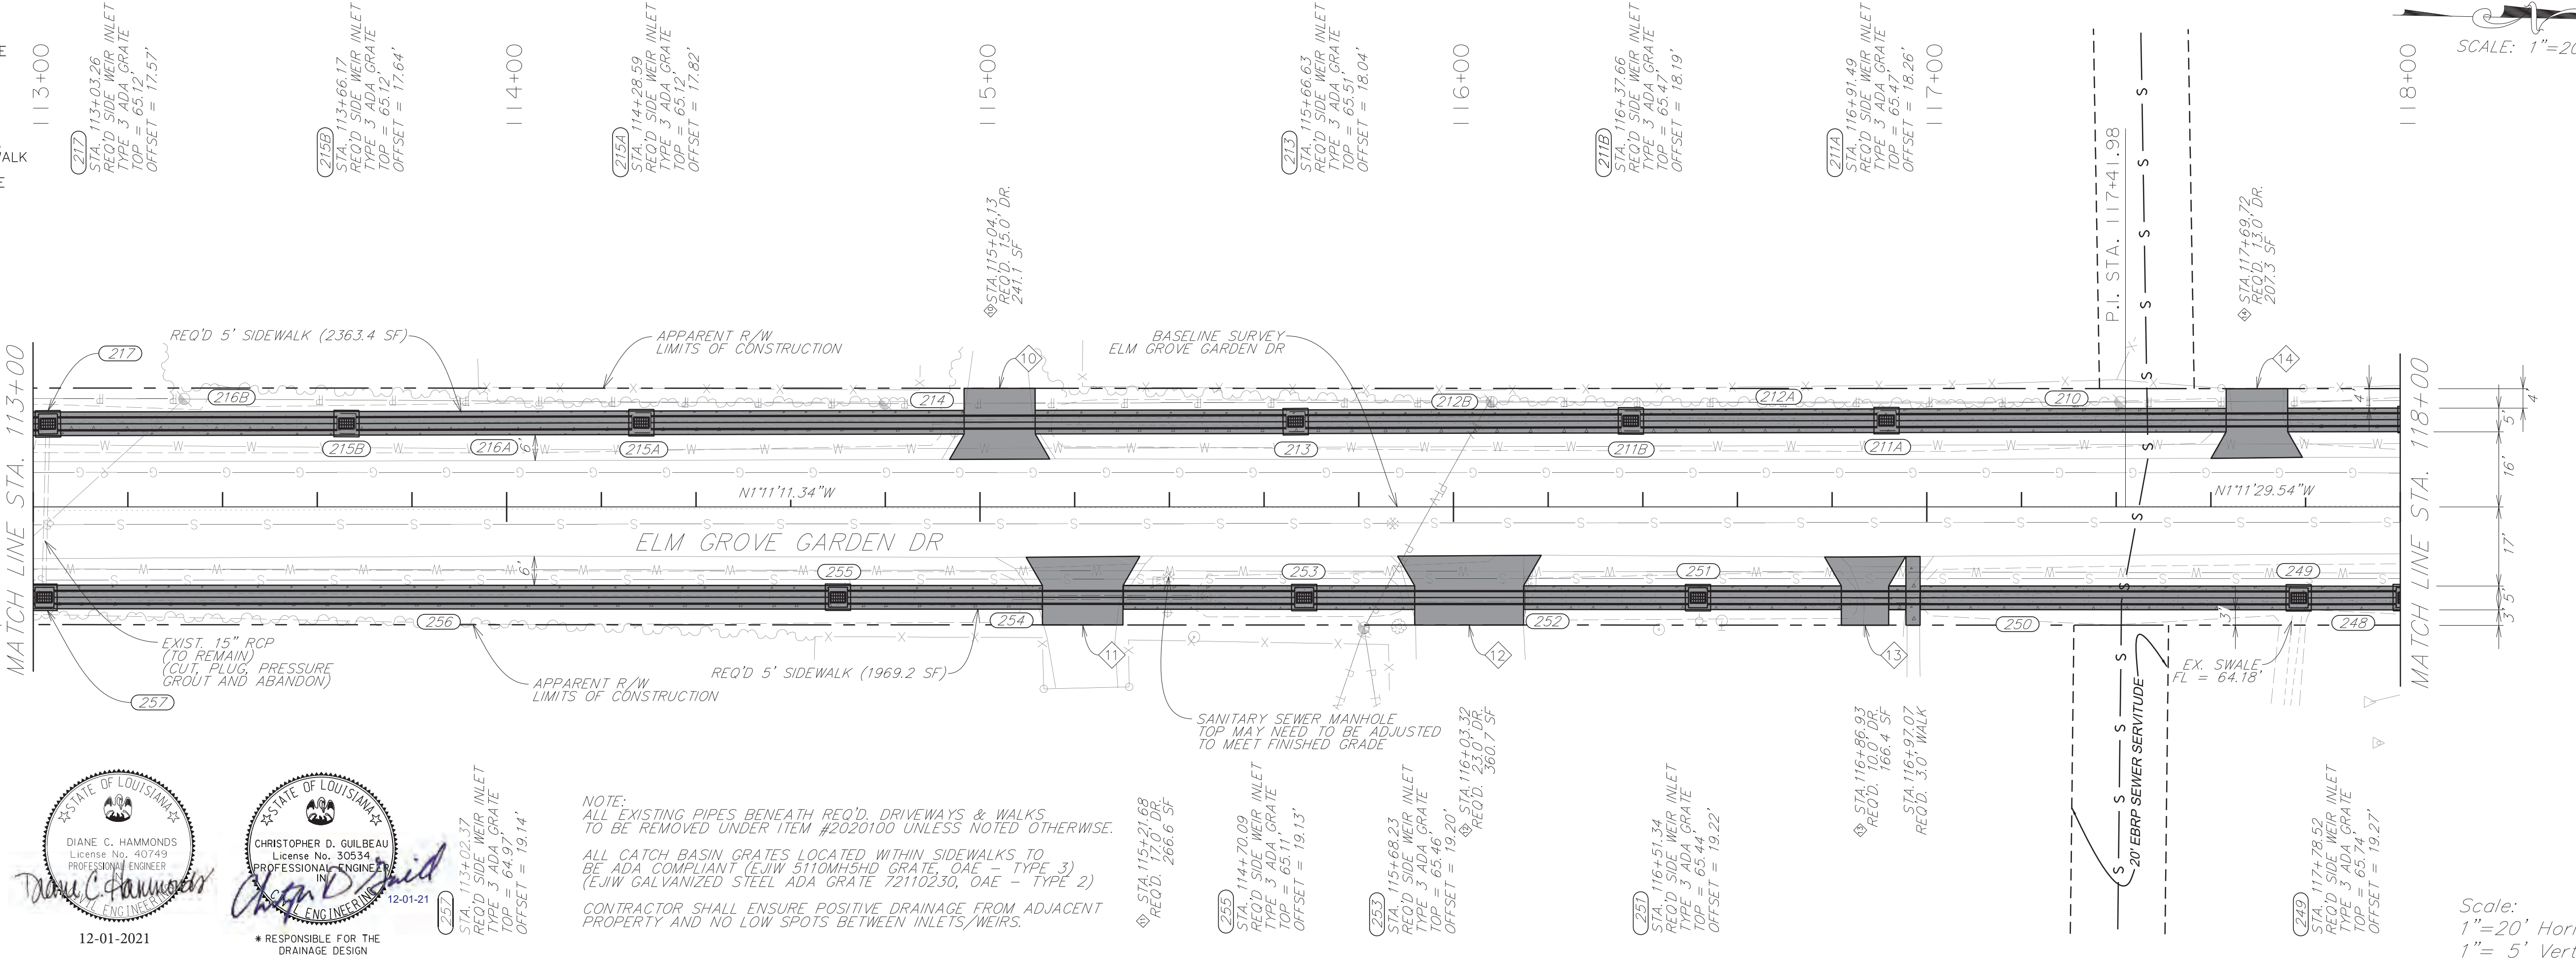 113+00
217
STA. 113+03.26
REQ'D SIDE WEIR INLET
TYPE 3 ADA GRATE
TOP = 65.12'
OFFSET = 17.57'
215B
STA. 113+66.17
REQ'D SIDE WEIR INLET
TYPE 3 ADA GRATE
TOP = 65.12'
OFFSET = 17.64'
114+00
215A
STA. 114+28.59
REQ'D SIDE WEIR INLET
TYPE 3 ADA GRATE
TOP = 65.12'
OFFSET = 17.82'
115+00
213
STA. 115+66.63
REQ'D SIDE WEIR INLET
TYPE 3 ADA GRATE
TOP = 65.51'
OFFSET = 18.04'
116+00
211B
STA. 116+37.66
REQ'D SIDE WEIR INLET
TYPE 3 ADA GRATE
TOP = 65.47'
OFFSET = 18.19'
211A
STA. 116+91.49
REQ'D SIDE WEIR INLET
TYPE 3 ADA GRATE
TOP = 65.47'
OFFSET = 18.26'
117+00
118+00
10
STA.115+04.13
REQ'D. 15.0' DR.
241.1 SF
P.I. STA. 117+41.98
14
STA.117+69.72
REQ'D. 13.0' DR.
207.3 SF
SCALE: 1"=20
MATCH LINE STA. 113+00
217
REQ'D 5' SIDEWALK (2363.4 SF)
APPARENT R/W
LIMITS OF CONSTRUCTION
10
BASELINE SURVEY
ELM GROVE GARDEN DR
14
216B
214
212B
212A
210
215B
216A
6'
215A
213
211B
211A
4'
4'
5'
16'
17'
5'
3'
N1°11'11.34"W
N1°11'29.54"W
ELM GROVE GARDEN DR
6'
255
253
251
249
256
254
252
250
3'
248
11
12
13
EXIST. 15" RCP
(TO REMAIN)
(CUT, PLUG, PRESSURE
GROUT AND ABANDON)
257
APPARENT R/W
LIMITS OF CONSTRUCTION
REQ'D 5' SIDEWALK (1969.2 SF)
SANITARY SEWER MANHOLE
TOP MAY NEED TO BE ADJUSTED
TO MEET FINISHED GRADE
EX. SWALE
FL = 64.18'
20' EBRP SEWER SERVITUDE
MATCH LINE STA. 118+00
STATE OF LOUISIANA
DIANE C. HAMMONDS
License No. 40749
PROFESSIONAL ENGINEER
CIVIL ENGINEERING
Diane C. Hammonds
12-01-2021
STATE OF LOUISIANA
CHRISTOPHER D. GUILBEAU
License No. 30534
PROFESSIONAL ENGINEER
IN
ENGINEERING
12-01-21
* RESPONSIBLE FOR THE
DRAINAGE DESIGN
257
STA. 113+02.37
REQ'D SIDE WEIR INLET
TYPE 3 ADA GRATE
TOP = 64.97'
OFFSET = 19.14'
NOTE:
ALL EXISTING PIPES BENEATH REQ'D. DRIVEWAYS & WALKS
TO BE REMOVED UNDER ITEM #2020100 UNLESS NOTED OTHERWISE.
ALL CATCH BASIN GRATES LOCATED WITHIN SIDEWALKS TO
BE ADA COMPLIANT (EJIW 5110MH5HD GRATE, OAE - TYPE 3)
(EJIW GALVANIZED STEEL ADA GRATE 72110230, OAE - TYPE 2)
CONTRACTOR SHALL ENSURE POSITIVE DRAINAGE FROM ADJACENT
PROPERTY AND NO LOW SPOTS BETWEEN INLETS/WEIRS.
STA.115+21.68
REQ'D. 17.0' DR.
266.6 SF
255
STA. 114+70.09
REQ'D SIDE WEIR INLET
TYPE 3 ADA GRATE
TOP = 65.11'
OFFSET = 19.13'
253
STA. 115+68.23
REQ'D SIDE WEIR INLET
TYPE 3 ADA GRATE
TOP = 65.46'
OFFSET = 19.20'
STA.116+03.32
REQ'D. 23.0' DR.
360.7 SF
251
STA. 116+51.34
REQ'D SIDE WEIR INLET
TYPE 3 ADA GRATE
TOP = 65.44'
OFFSET = 19.22'
STA.116+86.93
REQ'D. 10.0' DR.
166.4 SF
STA.116+97.07
REQ'D. 3.0' WALK
249
STA. 117+78.52
REQ'D SIDE WEIR INLET
TYPE 3 ADA GRATE
TOP = 65.74'
OFFSET = 19.27'
Scale:
1"=20' Hori
1"= 5' Vert